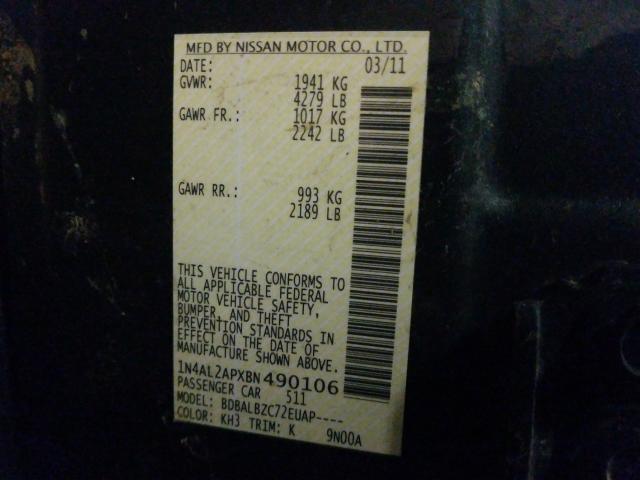 MFD BY NISSAN MOTOR CO., LTD.
DATE: 03/11
GVWR: 1941 KG
4279 LB
GAWR FR.: 1017 KG
2242 LB
GAWR RR.: 993 KG
2189 LB
THIS VEHICLE CONFORMS TO
ALL APPLICABLE FEDERAL
MOTOR VEHICLE SAFETY,
BUMPER, AND THEFT
PREVENTION STANDARDS IN
EFFECT ON THE DATE OF
MANUFACTURE SHOWN ABOVE.
1N4AL2APXBN490106
PASSENGER CAR 511
MODEL: BDBALBZC72EUAP----
COLOR: KH3 TRIM: K 9N00A